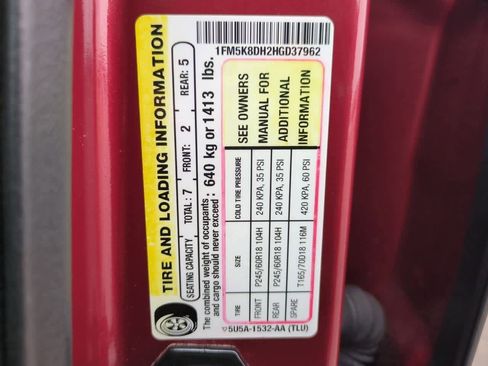 1FM5K8DH2HGD37962
TIRE AND LOADING INFORMATION
SEATING CAPACITY TOTAL: 7 FRONT: 2 REAR: 5
The combined weight of occupants
and cargo should never exceed: 640 kg or 1413 lbs.
TIRE SIZE COLD TIRE PRESSURE
FRONT P245/60R18 104H 240 KPA, 35 PSI
REAR P245/60R18 104H 240 KPA, 35 PSI
SPARE T165/70D18 116M 420 KPA, 60 PSI
SEE OWNERS
MANUAL FOR
ADDITIONAL
INFORMATION
5U5A-1532-AA (TLU)